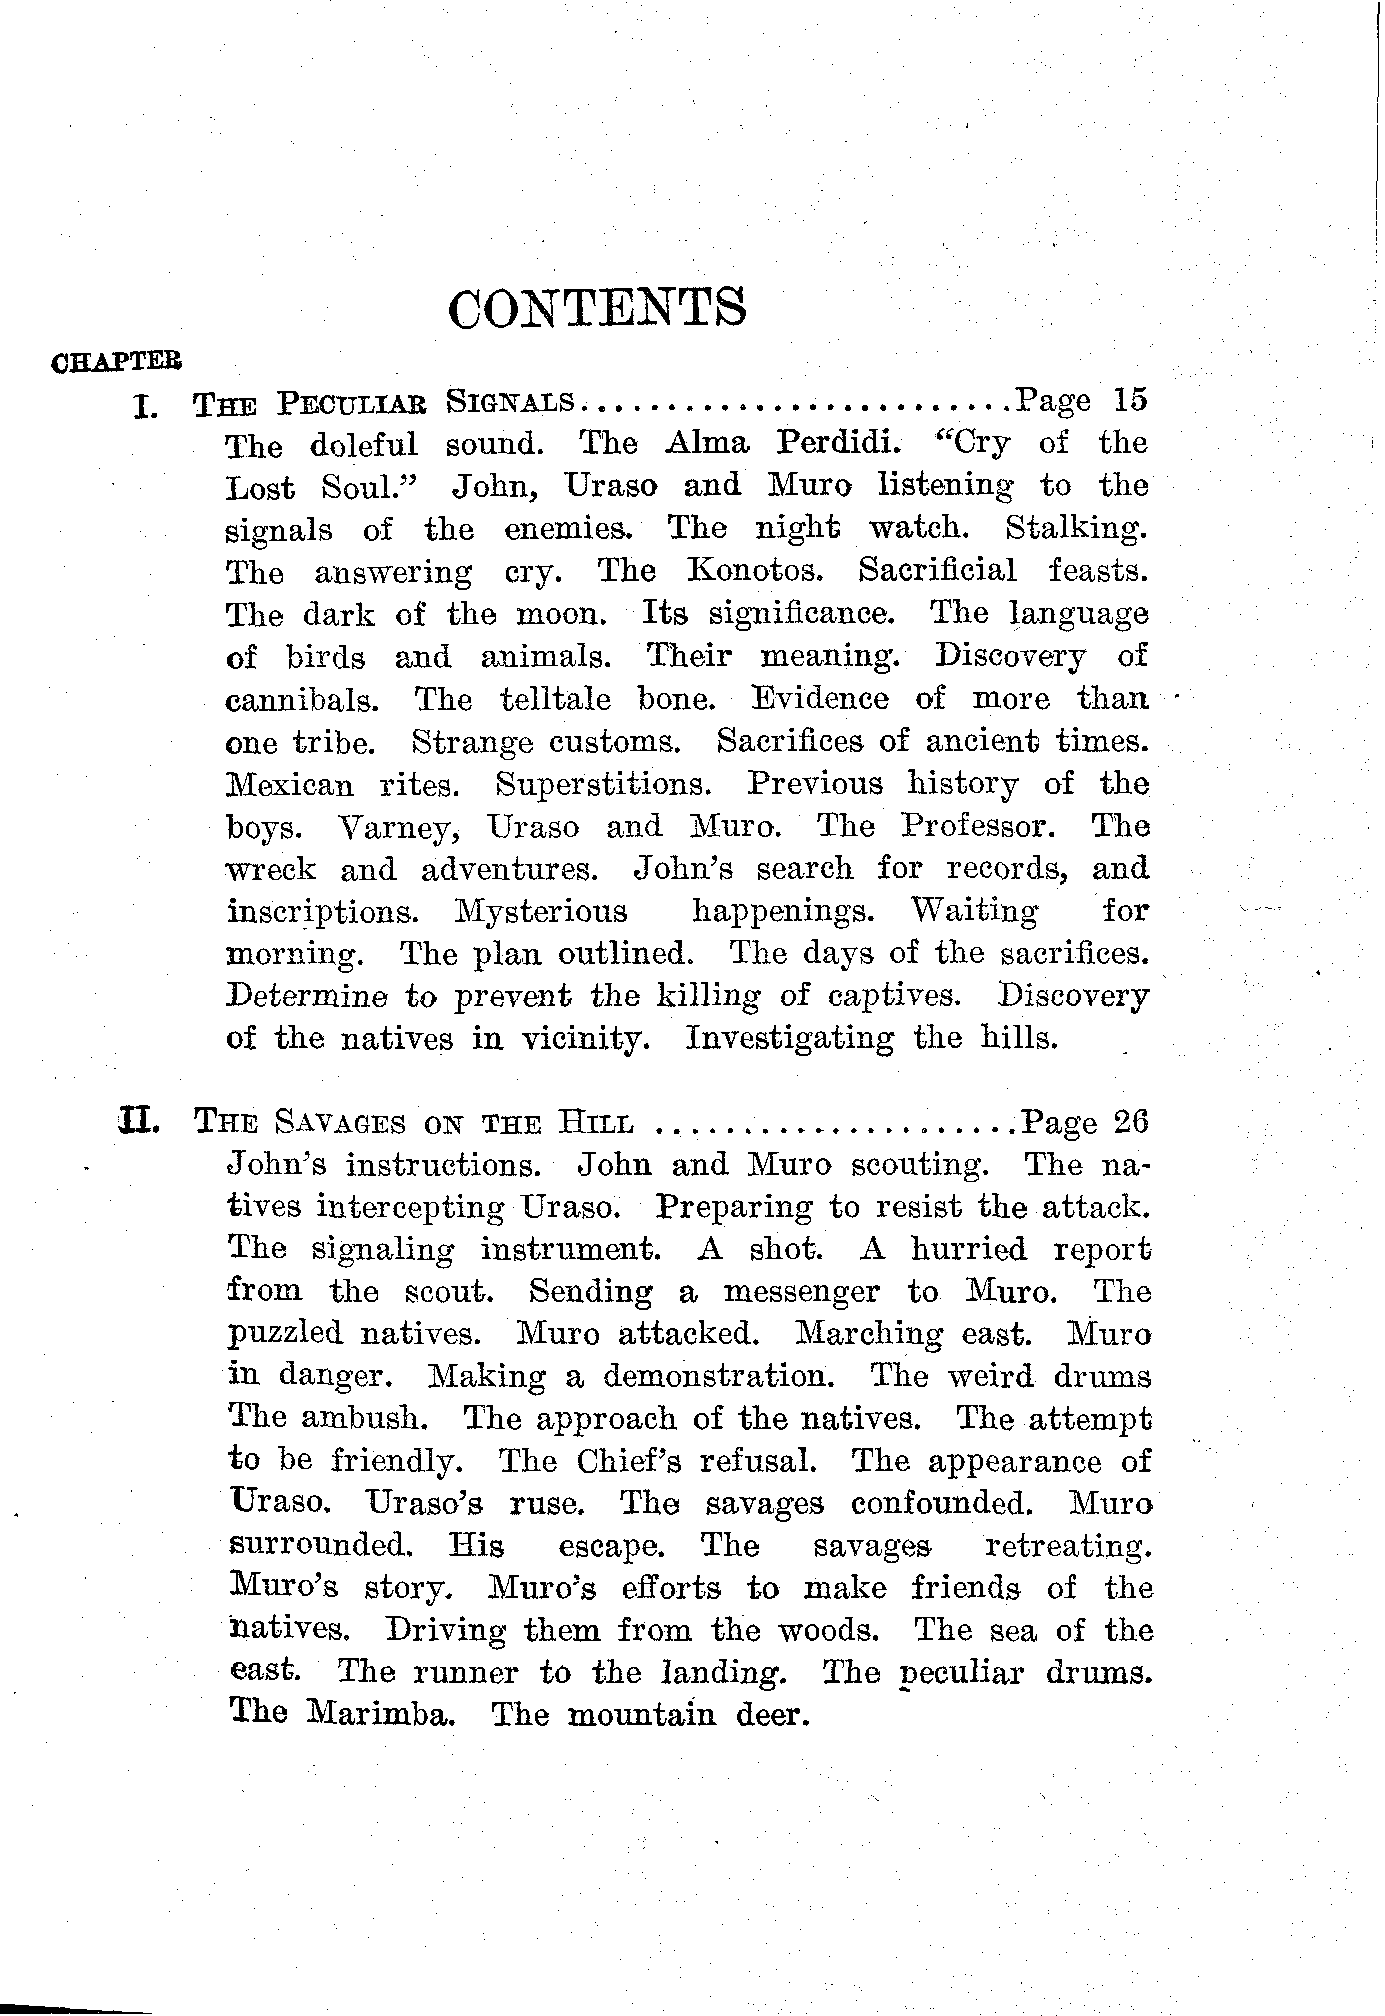 CONTENTS
CHAPTER
I. THE PECULIAR SIGNALS..........................Page 15
The doleful sound. The Alma Perdidi. “Cry of the
Lost Soul.” John, Uraso and Muro listening to the
signals of the enemies. The night watch. Stalking.
The answering cry. The Konotos. Sacrificial feasts.
The dark of the moon. Its significance. The language
of birds and animals. Their meaning. Discovery of
cannibals. The telltale bone. Evidence of more than
one tribe. Strange customs. Sacrifices of ancient times.
Mexican rites. Superstitions. Previous history of the
boys. Varney, Uraso and Muro. The Professor. The
wreck and adventures. John’s search for records, and
inscriptions. Mysterious happenings. Waiting for
morning. The plan outlined. The days of the sacrifices.
Determine to prevent the killing of captives. Discovery
of the natives in vicinity. Investigating the hills.
II. THE SAVAGES ON THE HILL ......................Page 26
John’s instructions. John and Muro scouting. The na-
tives intercepting Uraso. Preparing to resist the attack.
The signaling instrument. A shot. A hurried report
from the scout. Sending a messenger to Muro. The
puzzled natives. Muro attacked. Marching east. Muro
in danger. Making a demonstration. The weird drums
The ambush. The approach of the natives. The attempt
to be friendly. The Chief’s refusal. The appearance of
Uraso. Uraso’s ruse. The savages confounded. Muro
surrounded. His escape. The savages retreating.
Muro’s story. Muro’s efforts to make friends of the
natives. Driving them from the woods. The sea of the
east. The runner to the landing. The peculiar drums.
The Marimba. The mountain deer.